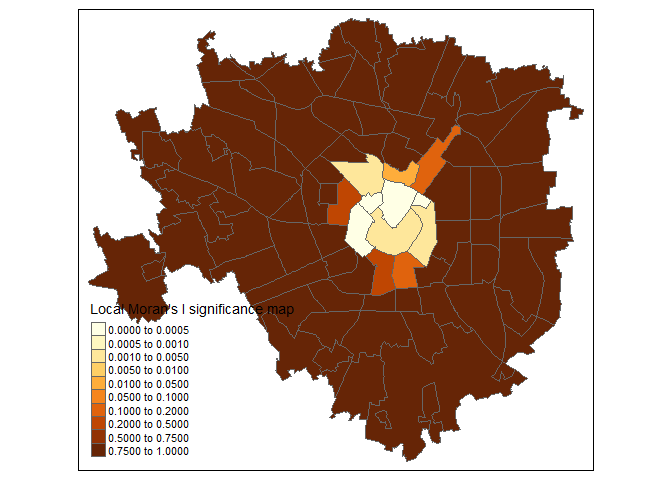 Local Moran's I significance map
0.0000 to 0.0005
0.0005 to 0.0010
0.0010 to 0.0050
0.0050 to 0.0100
0.0100 to 0.0500
0.0500 to 0.1000
0.1000 to 0.2000
0.2000 to 0.5000
0.5000 to 0.7500
0.7500 to 1.0000